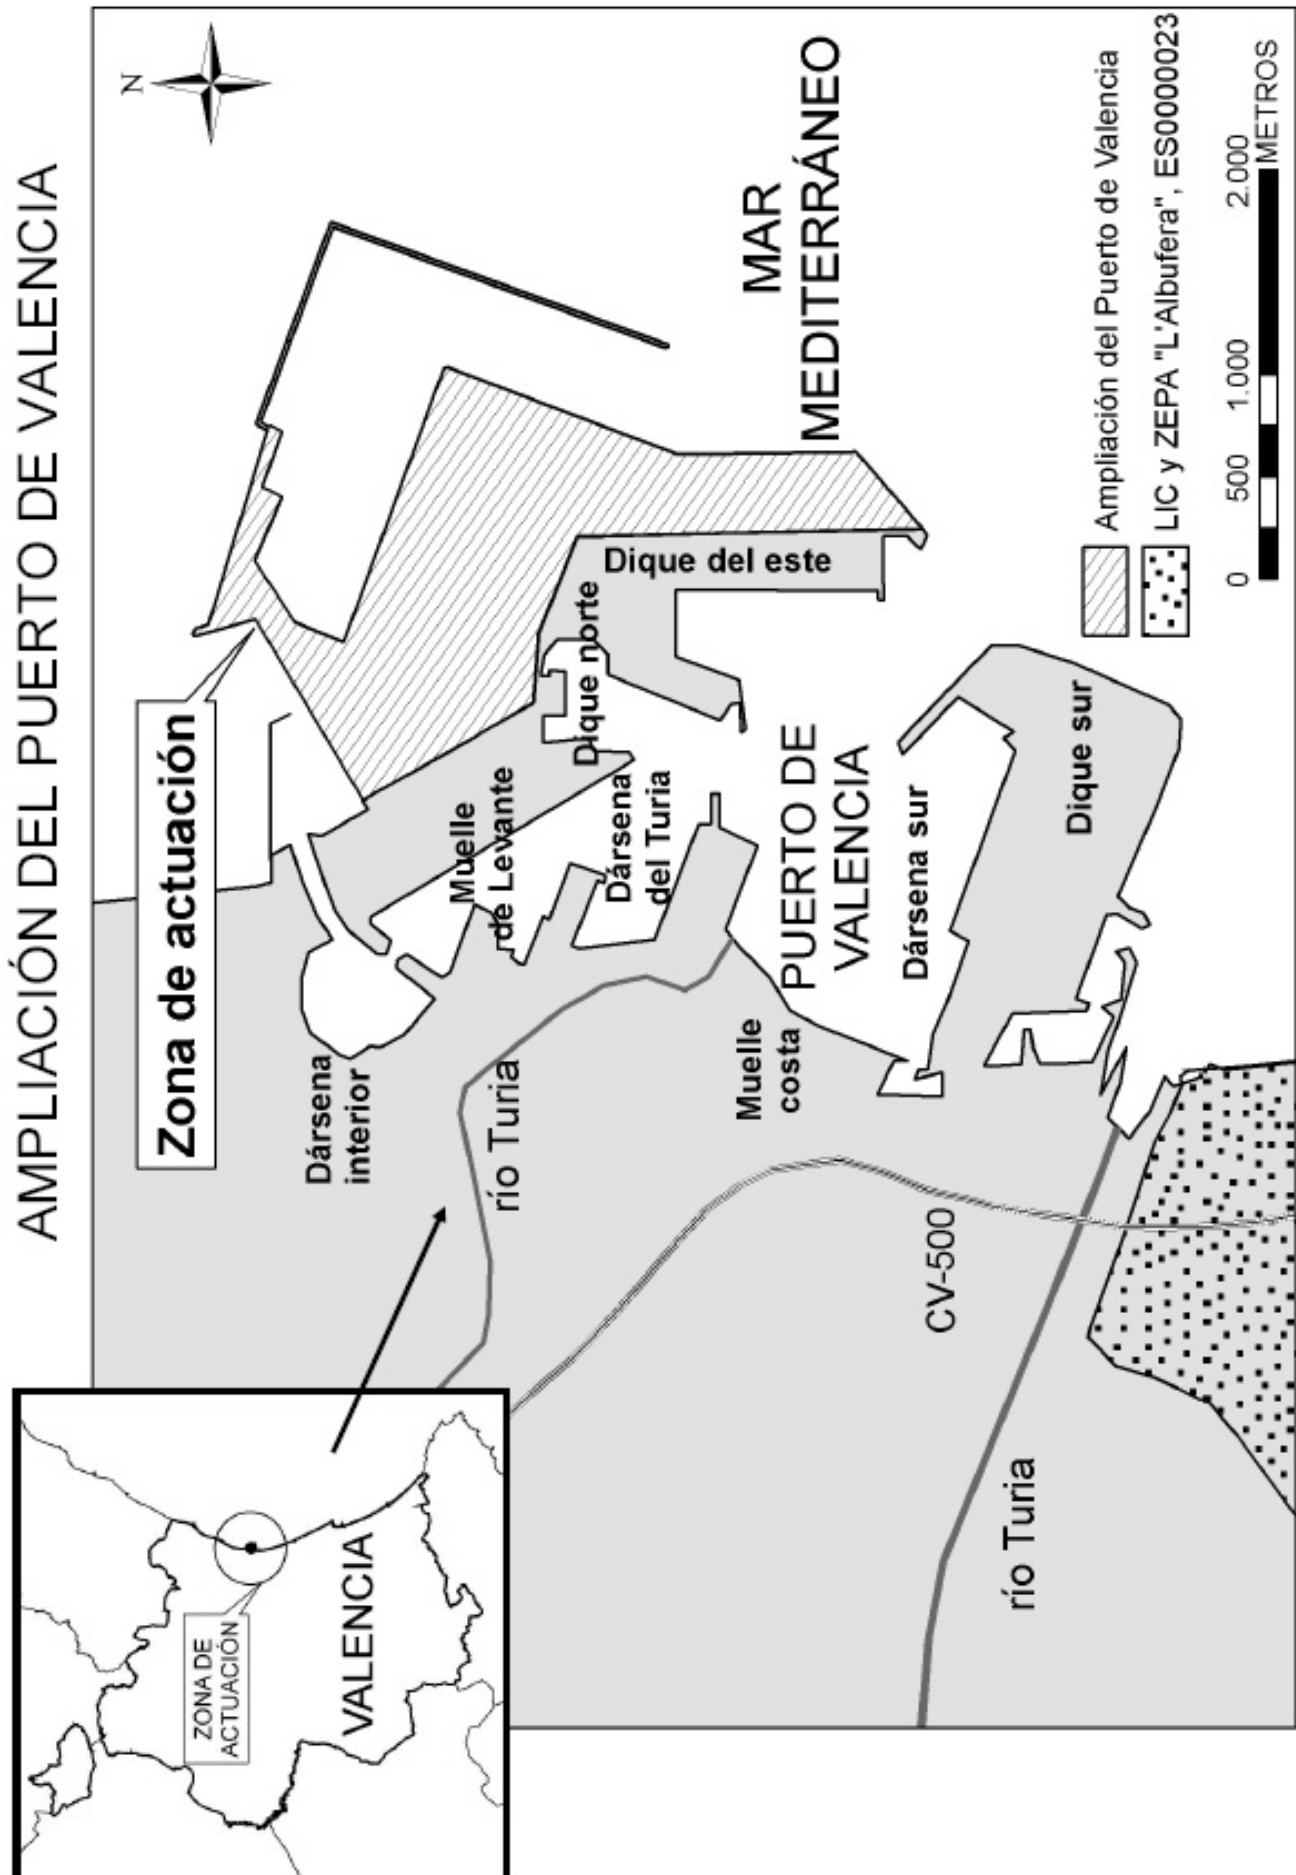 AMPLIACIÓN DEL PUERTO DE VALENCIA
N
Zona de actuación
ZONA DE
ACTUACIÓN
VALENCIA
Dársena
interior
río Turia
Muelle
de Levante
Dique norte
Dique del este
Dársena
del Turia
MAR
MEDITERRÁNEO
PUERTO DE
VALENCIA
Muelle
costa
Dársena sur
Dique sur
CV-500
río Turia
Ampliación del Puerto de Valencia
LIC y ZEPA "L'Albufera", ES0000023
0 500 1.000 2.000
METROS